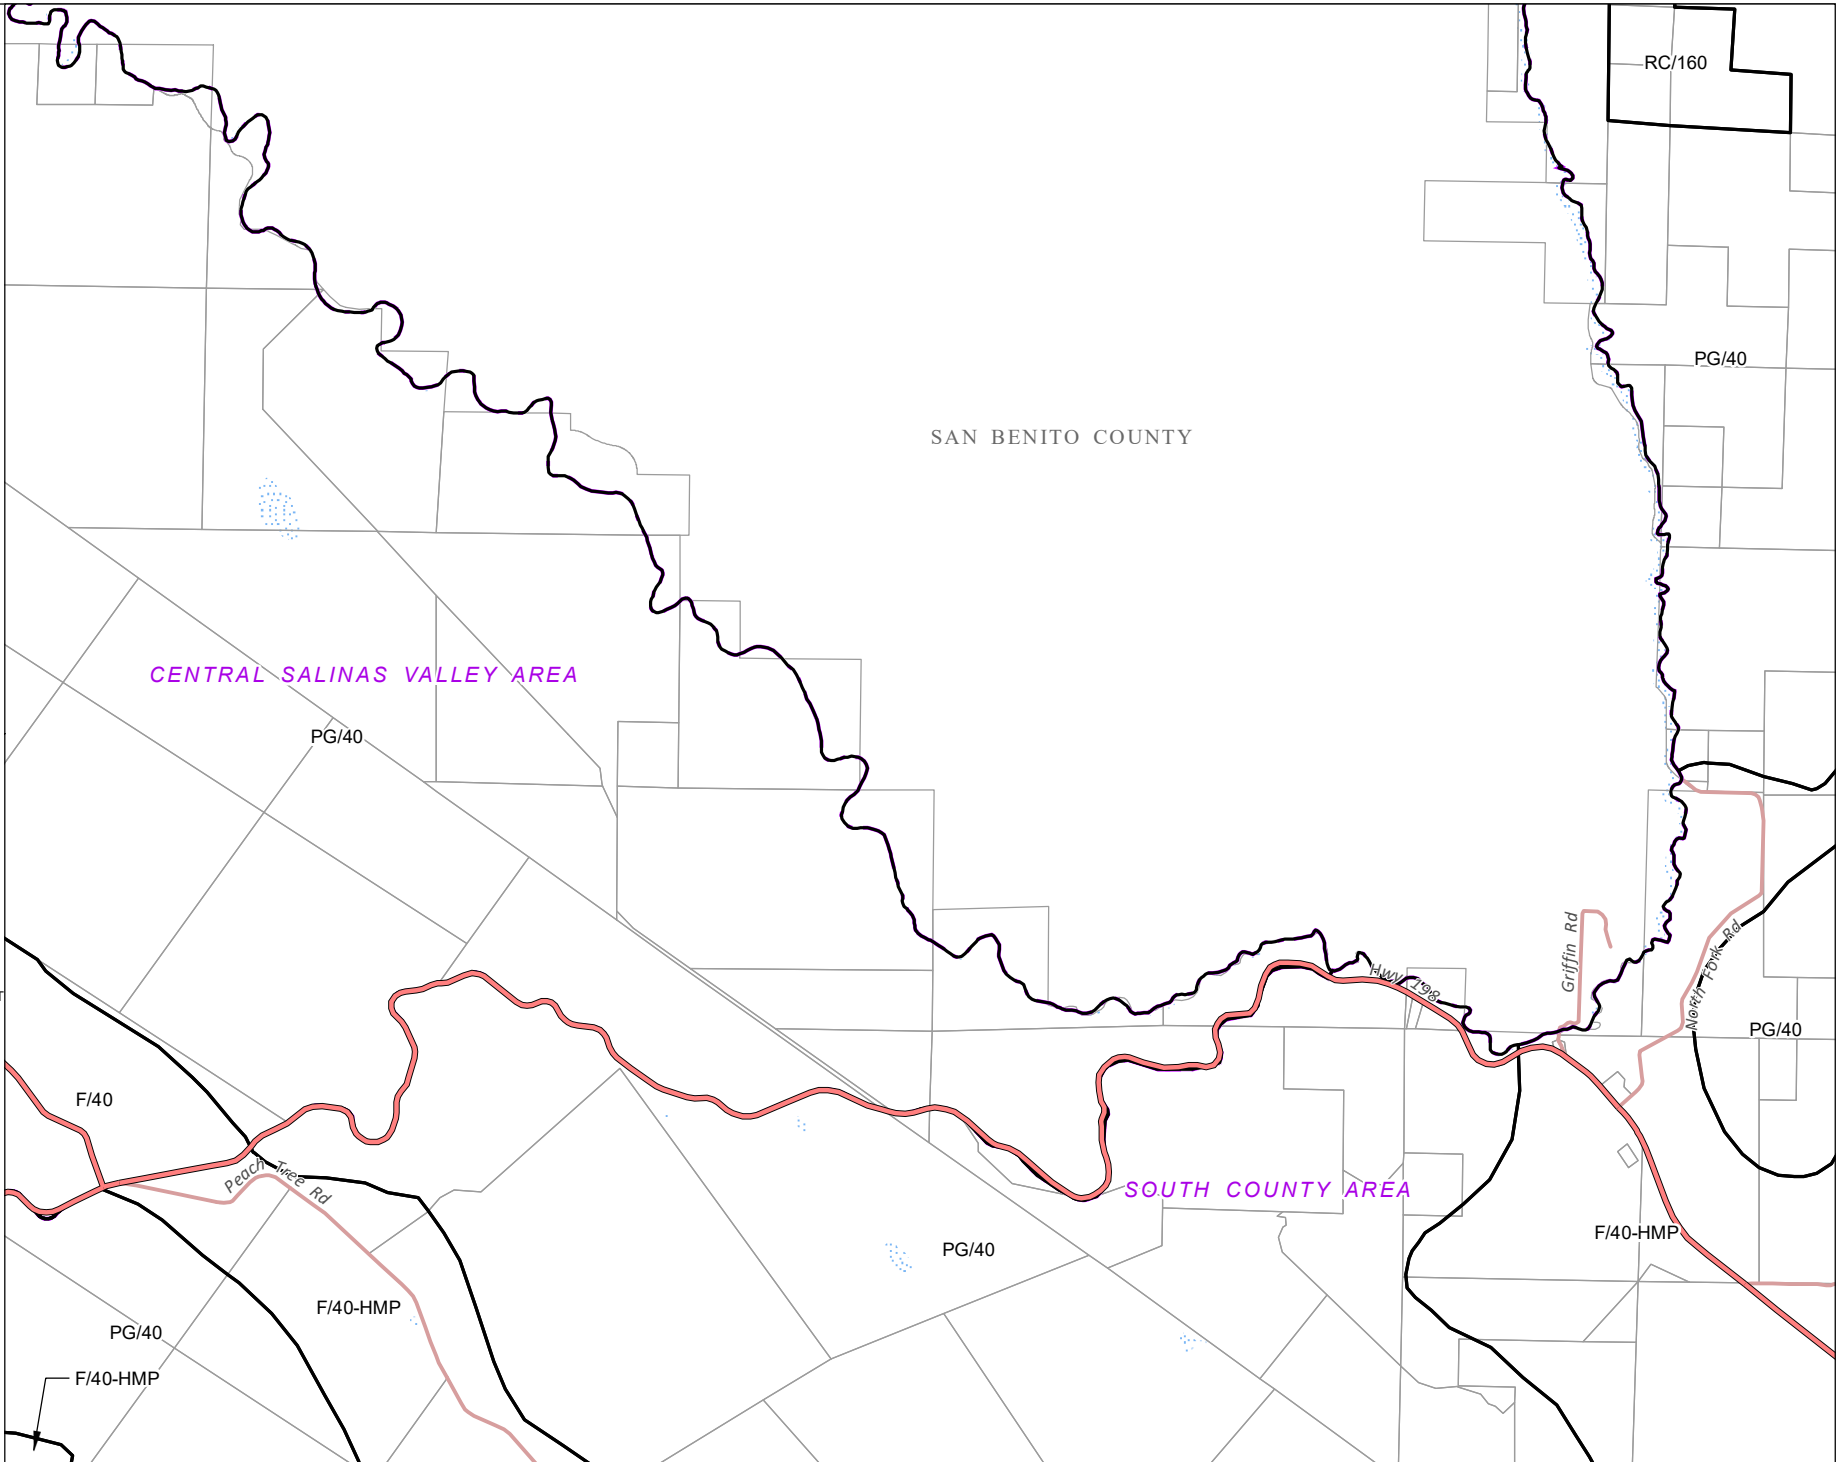 RC/160
PG/40
SAN BENITO COUNTY
CENTRAL SALINAS VALLEY AREA
PG/40
Griffin Rd
North Fork Rd
Hwy 198
PG/40
F/40
Peach Tree Rd
SOUTH COUNTY AREA
F/40-HMP
PG/40
F/40-HMP
PG/40
F/40-HMP